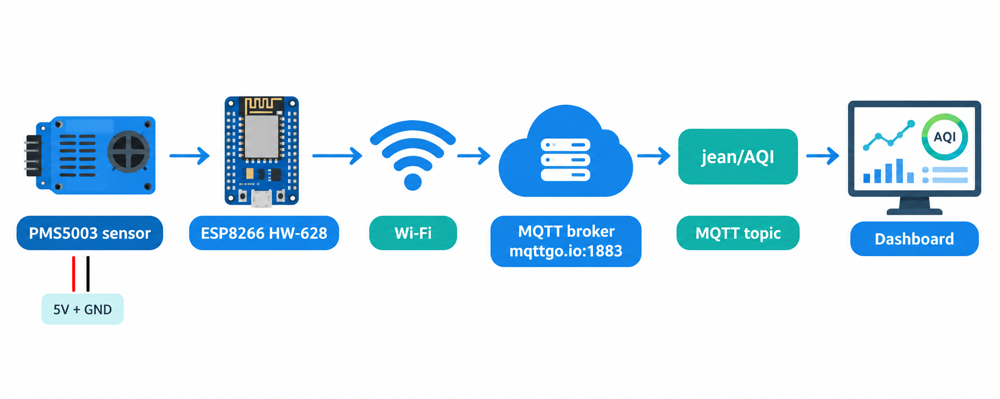 jean/AQI
AQI
PMS5003 sensor
ESP8266 HW-628
Wi-Fi
MQTT broker
mqttgo.io:1883
MQTT topic
Dashboard
5V + GND